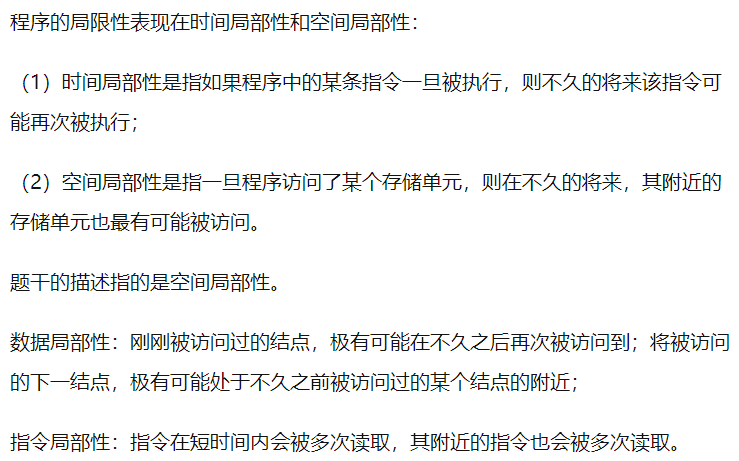 程序的局限性表现在时间局部性和空间局部性：
（1）时间局部性是指如果程序中的某条指令一旦被执行，则不久的将来该指令可
能再次被执行；
（2）空间局部性是指一旦程序访问了某个存储单元，则在不久的将来，其附近的
存储单元也最有可能被访问。
题干的描述指的是空间局部性。
数据局部性：刚刚被访问过的结点，极有可能在不久之后再次被访问到；将被访问
的下一结点，极有可能处于不久之前被访问过的某个结点的附近；
指令局部性：指令在短时间内会被多次读取，其附近的指令也会被多次读取。